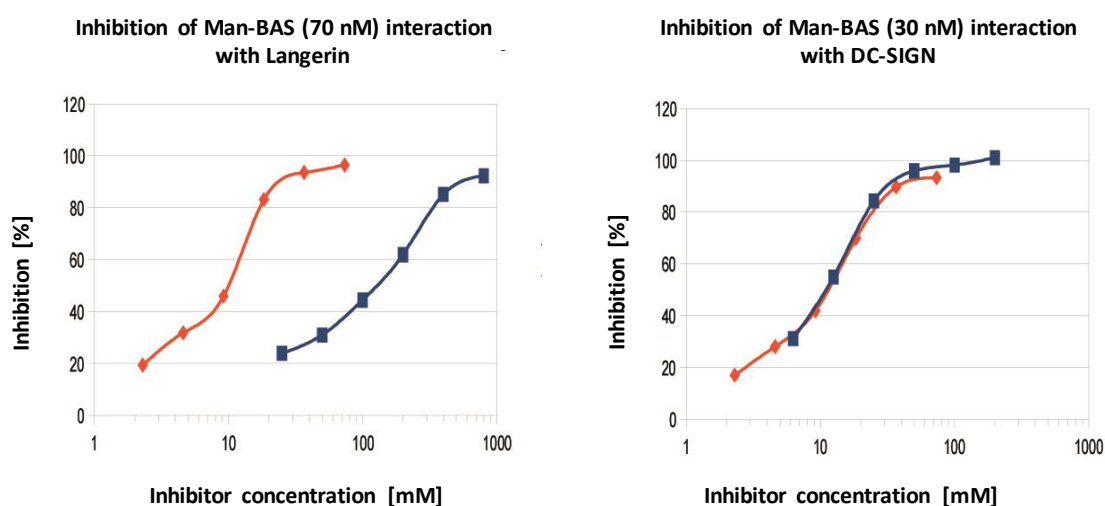 Inhibition of Man-BAS (70 nM) interaction
with Langerin
120
100
80
60
40
20
0
1
10
100
1000
Inhibition [%]
Inhibitor concentration [mM]
Inhibition of Man-BAS (30 nM) interaction
with DC-SIGN
120
100
80
60
40
20
0
1
10
100
1000
Inhibition [%]
Inhibitor concentration [mM]